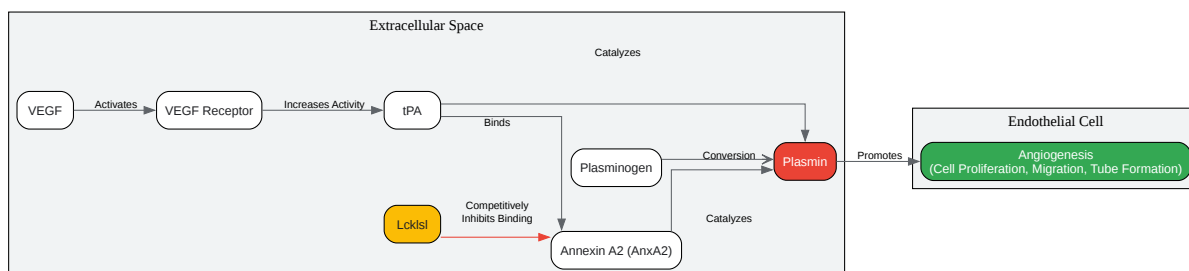 Extracellular Space
Catalyzes
VEGF
Activates
VEGF Receptor
Increases Activity
tPA
Binds
Plasminogen
Conversion
Plasmin
Promotes
Endothelial Cell
Angiogenesis
(Cell Proliferation, Migration, Tube Formation)
Lcklsl
Competitively
Inhibits Binding
Annexin A2 (AnxA2)
Catalyzes